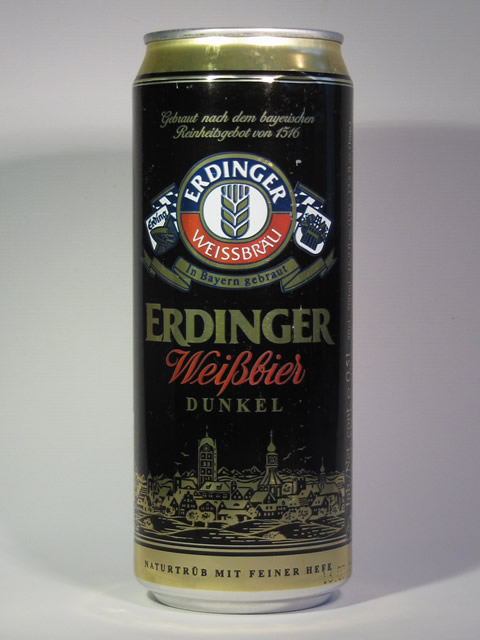 Gebraut nach dem bayerischen
Reinheitsgebot von 1516
ERDINGER
WEISSBRÄU
Erding
In Bayern gebraut
ERDINGER
Weißbier
DUNKEL
NATURTRÜB MIT FEINER HEFE